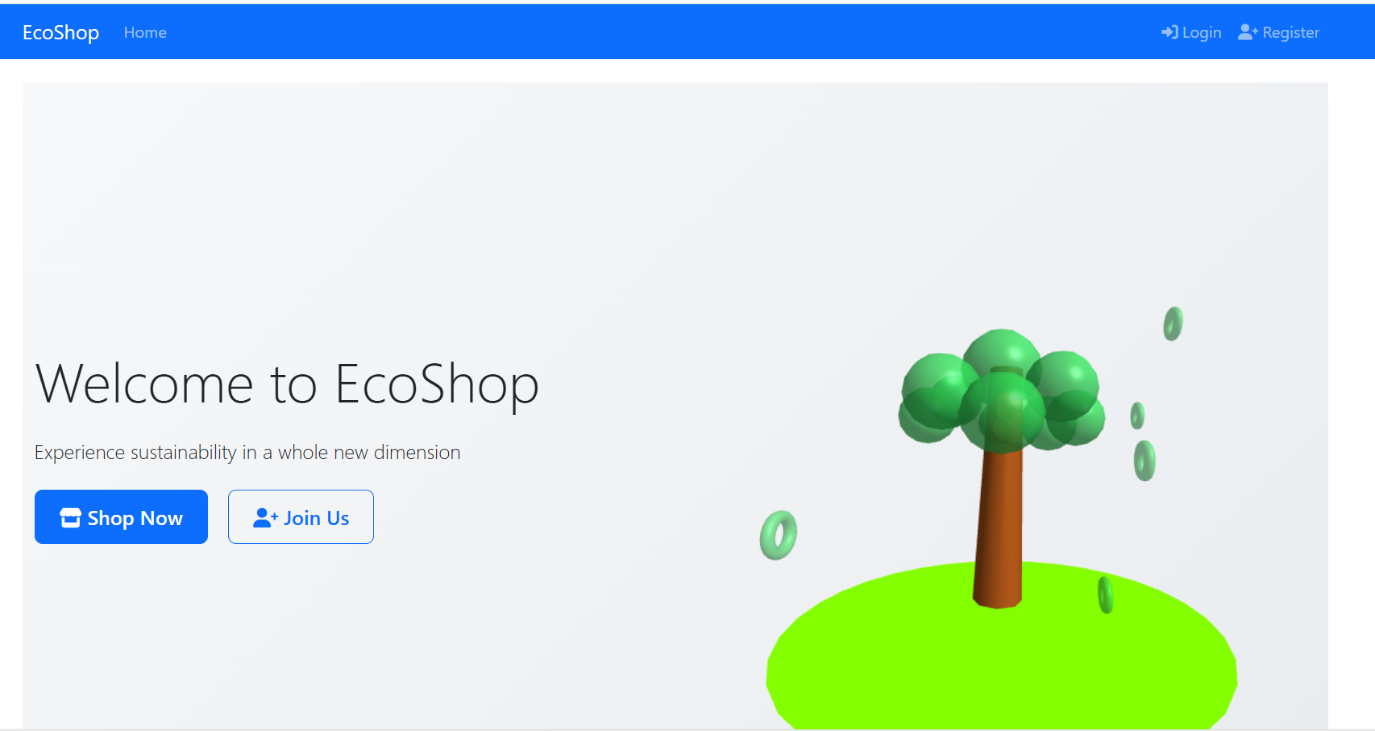 EcoShop Home Login Register
Welcome to EcoShop
Experience sustainability in a whole new dimension
Shop Now Join Us